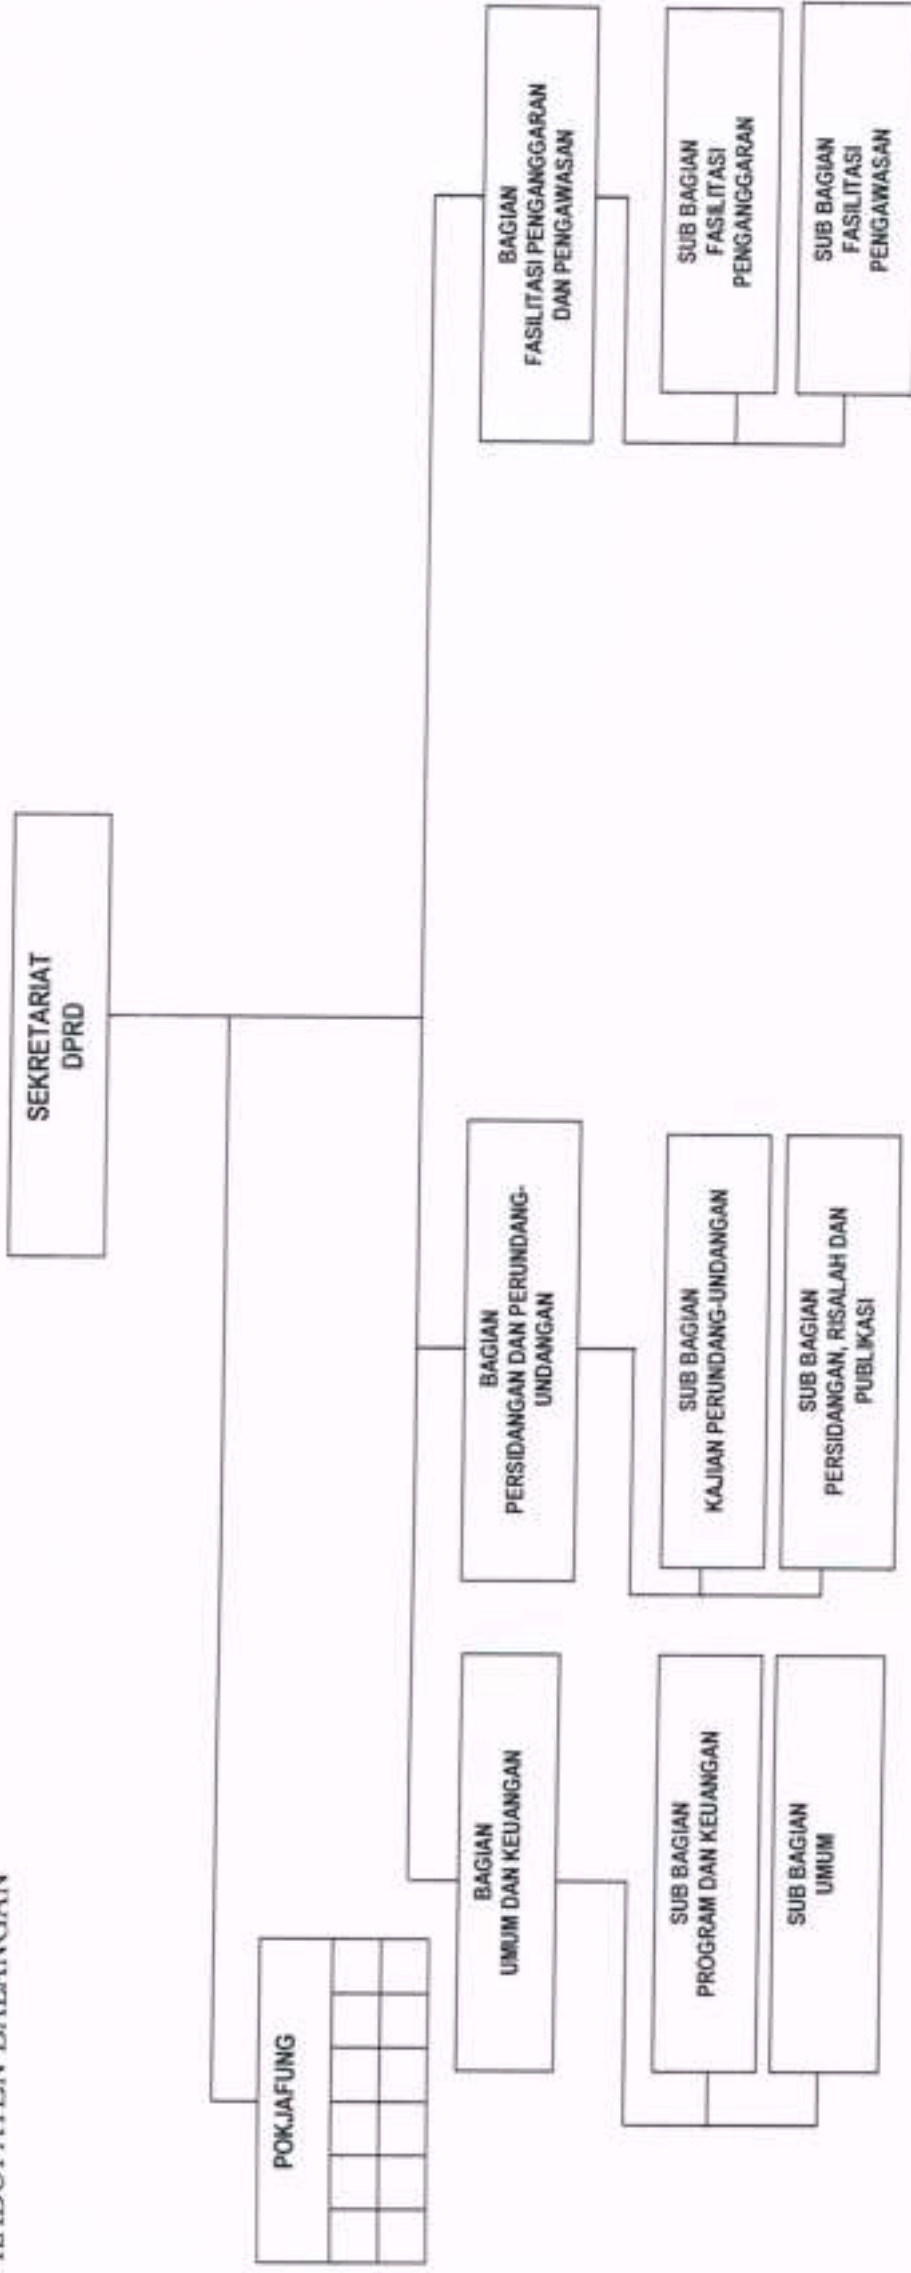 KABUPATEN BALANGAN
SEKRETARIAT
DPRD
POKJAFUNG
BAGIAN
UMUM DAN KEUANGAN
SUB BAGIAN
PROGRAM DAN KEUANGAN
SUB BAGIAN
UMUM
BAGIAN
PERSIDANGAN DAN PERUNDANG-
UNDANGAN
SUB BAGIAN
KAJIAN PERUNDANG-UNDANGAN
SUB BAGIAN
PERSIDANGAN, RISALAH DAN
PUBLIKASI
BAGIAN
FASILITASI PENGANGGARAN
DAN PENGAWASAN
SUB BAGIAN
FASILITASI
PENGANGGARAN
SUB BAGIAN
FASILITASI
PENGAWASAN